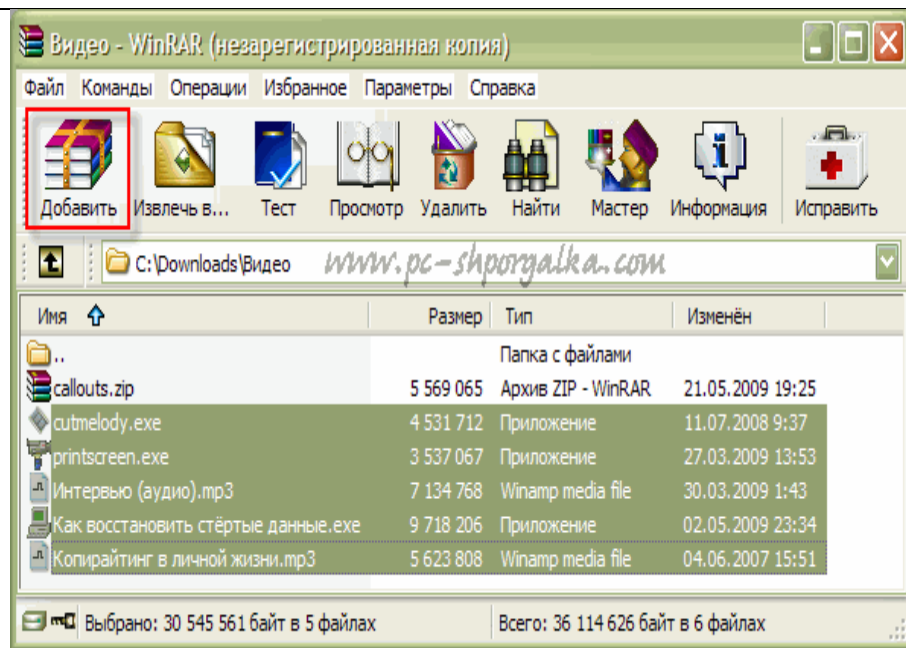 Видео - WinRAR (незарегистрированная копия)
Файл Команды Операции Избранное Параметры Справка
Добавить Извлечь в... Тест Просмотр Удалить Найти Мастер Информация Исправить
C:\Downloads\Видео www.pc-shporgalka.com
Имя Размер Тип Изменён
.. Папка с файлами
callouts.zip 5 569 065 Архив ZIP - WinRAR 21.05.2009 19:25
cutmelody.exe 4 531 712 Приложение 11.07.2008 9:37
printscreen.exe 3 537 067 Приложение 27.03.2009 13:53
Интервью (аудио).mp3 7 134 768 Winamp media file 30.03.2009 1:43
Как восстановить стёртые данные.exe 9 718 206 Приложение 02.05.2009 23:34
Копирайтинг в личной жизни.mp3 5 623 808 Winamp media file 04.06.2007 15:51
Выбрано: 30 545 561 байт в 5 файлах Всего: 36 114 626 байт в 6 файлах